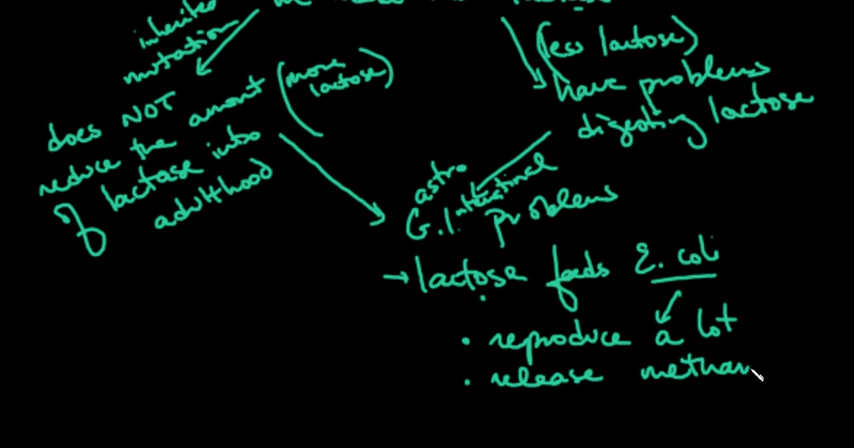 inherited
mutation
does NOT
reduce the amount
of lactase into
adulthood
(more
lactose)
(less lactose)
have problems
digesting lactose
astro
G.Intestinal
problems
→ lactose feeds E. coli
• reproduce a lot
• release methan